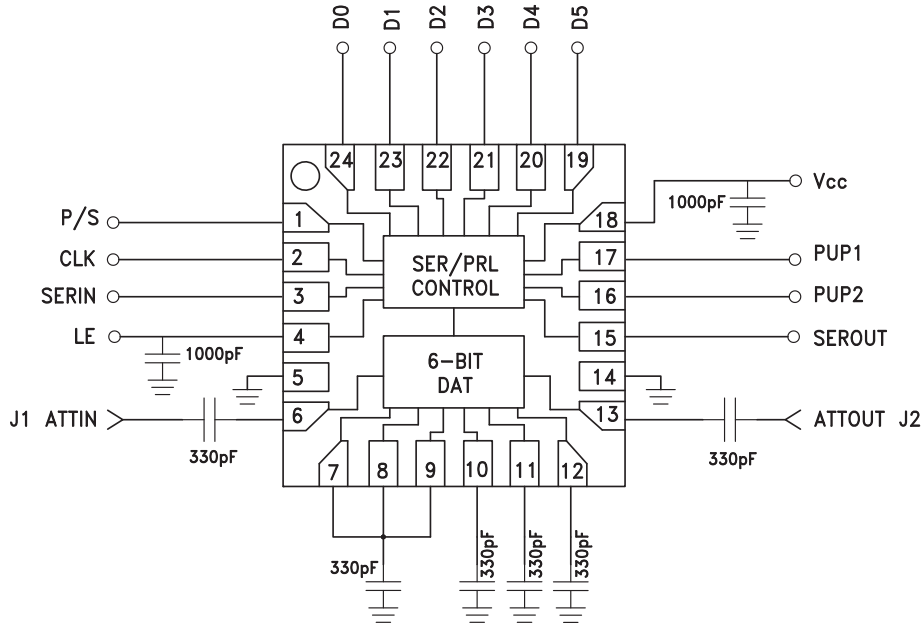 D0 D1 D2 D3 D4 D5
24 23 22 21 20 19
P/S 1 18 1000pF Vcc
CLK 2 17 PUP1
SERIN 3 16 PUP2
LE 4 15 SEROUT
SER/PRL
CONTROL
1000pF
5 14
6-BIT
DAT
J1 ATTIN 6 13 ATTOUT J2
330pF 330pF
7 8 9 10 11 12
330pF 330pF 330pF 330pF